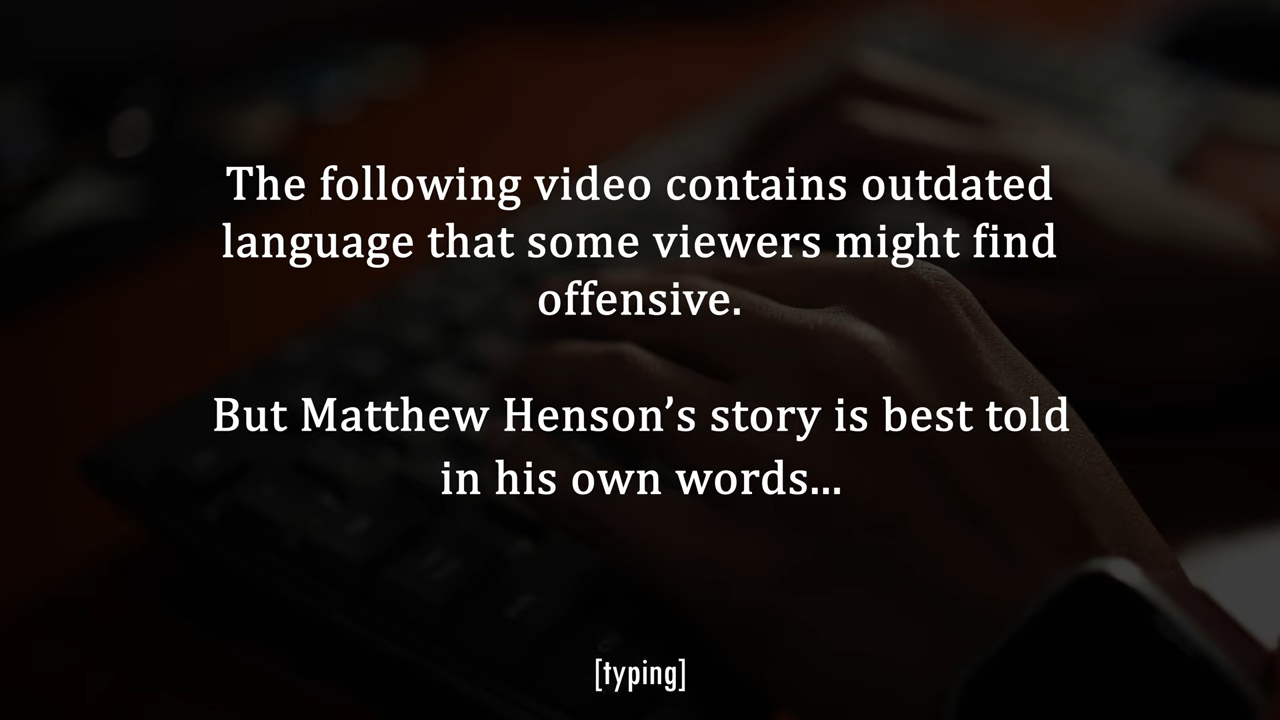 The following video contains outdated
language that some viewers might find
offensive.
But Matthew Henson’s story is best told
in his own words...
[typing]